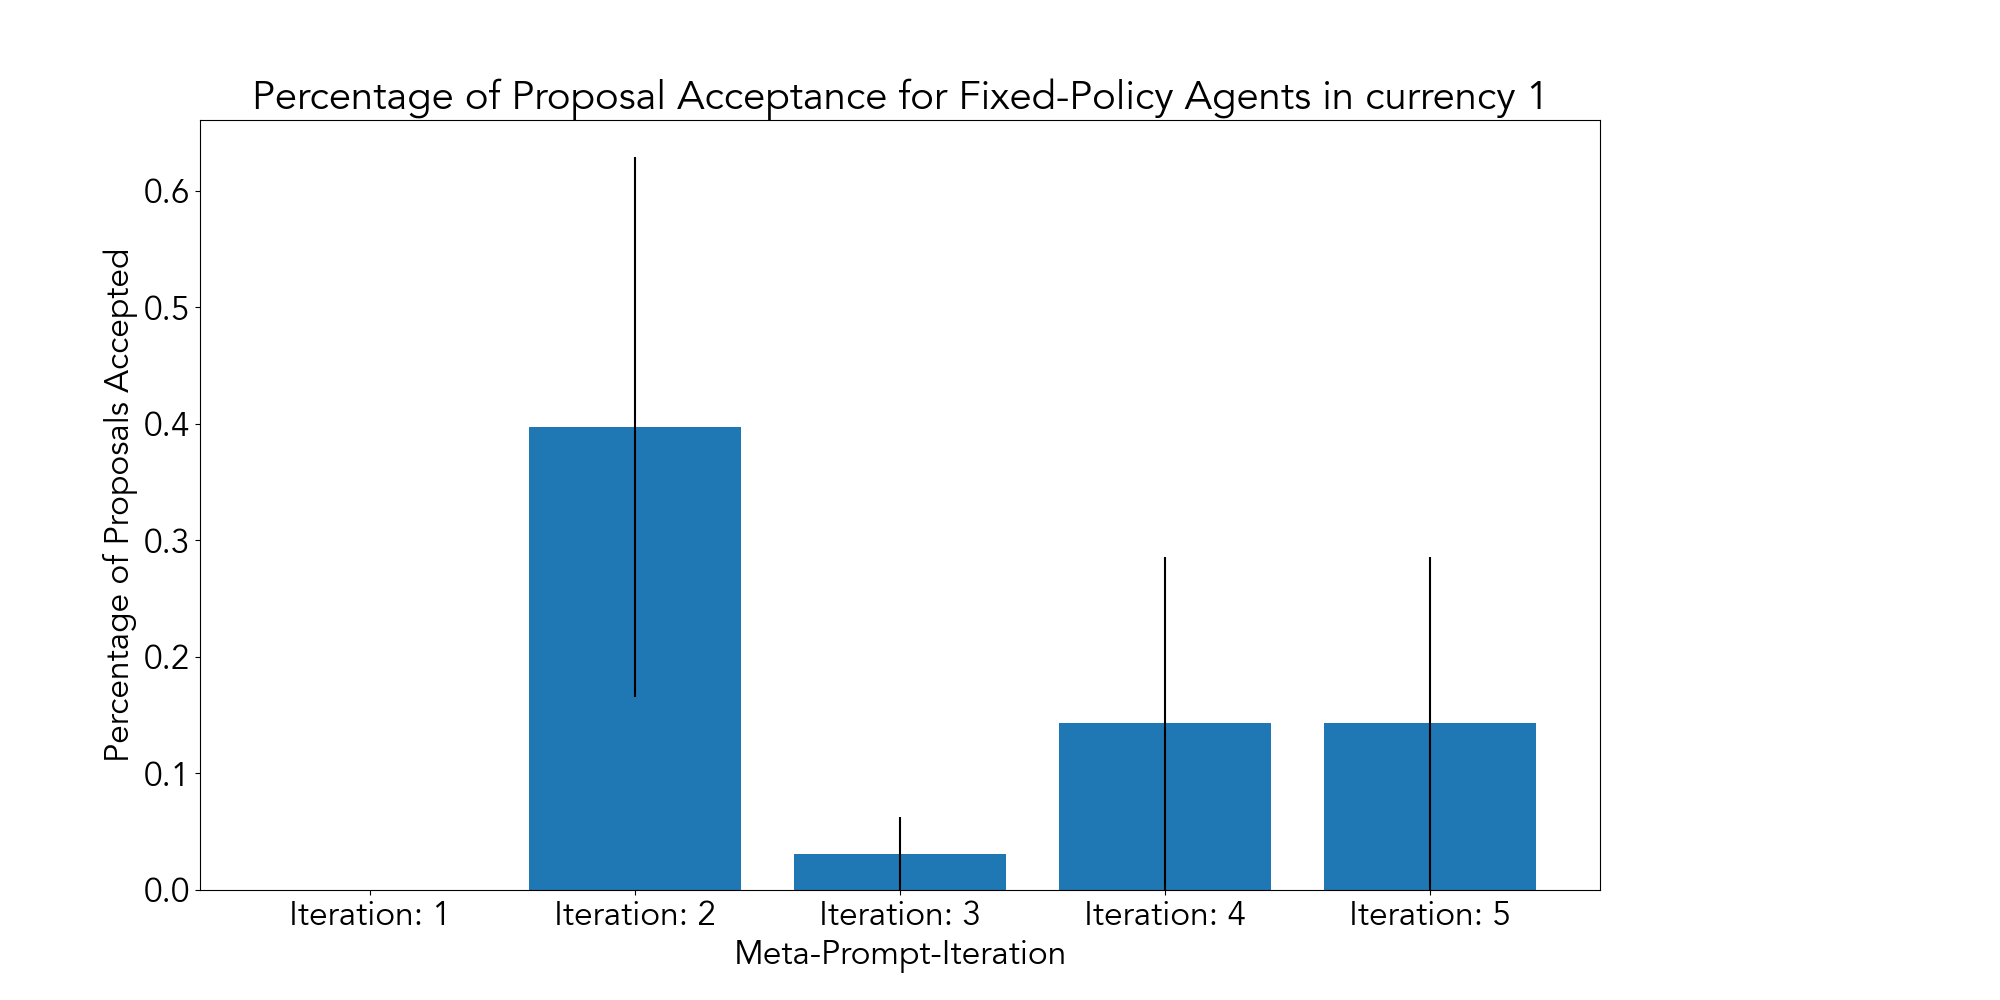 Percentage of Proposal Acceptance for Fixed-Policy Agents in currency 1
Percentage of Proposals Accepted
0.6
0.5
0.4
0.3
0.2
0.1
0.0
Iteration: 1
Iteration: 2
Iteration: 3
Iteration: 4
Iteration: 5
Meta-Prompt-Iteration